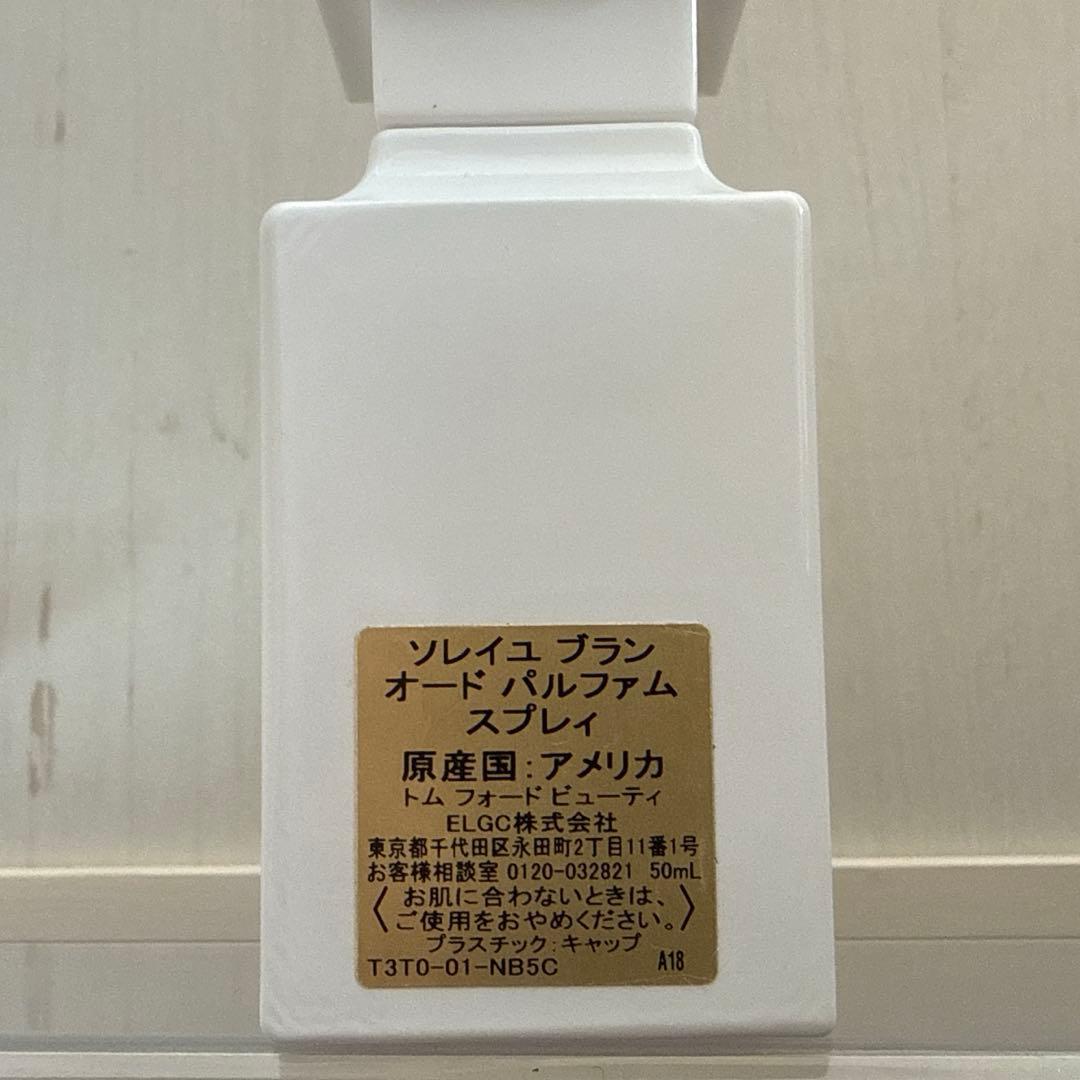 ソレイユ ブラン
オード パルファム
スプレィ
原産国:アメリカ
トム フォード ビューティ
ELGC株式会社
東京都千代田区永田町2丁目11番1号
お客様相談室 0120-032821 50mL
〈お肌に合わないときは、
ご使用をおやめください。〉
プラスチック:キャップ
T3T0-01-NB5C A18